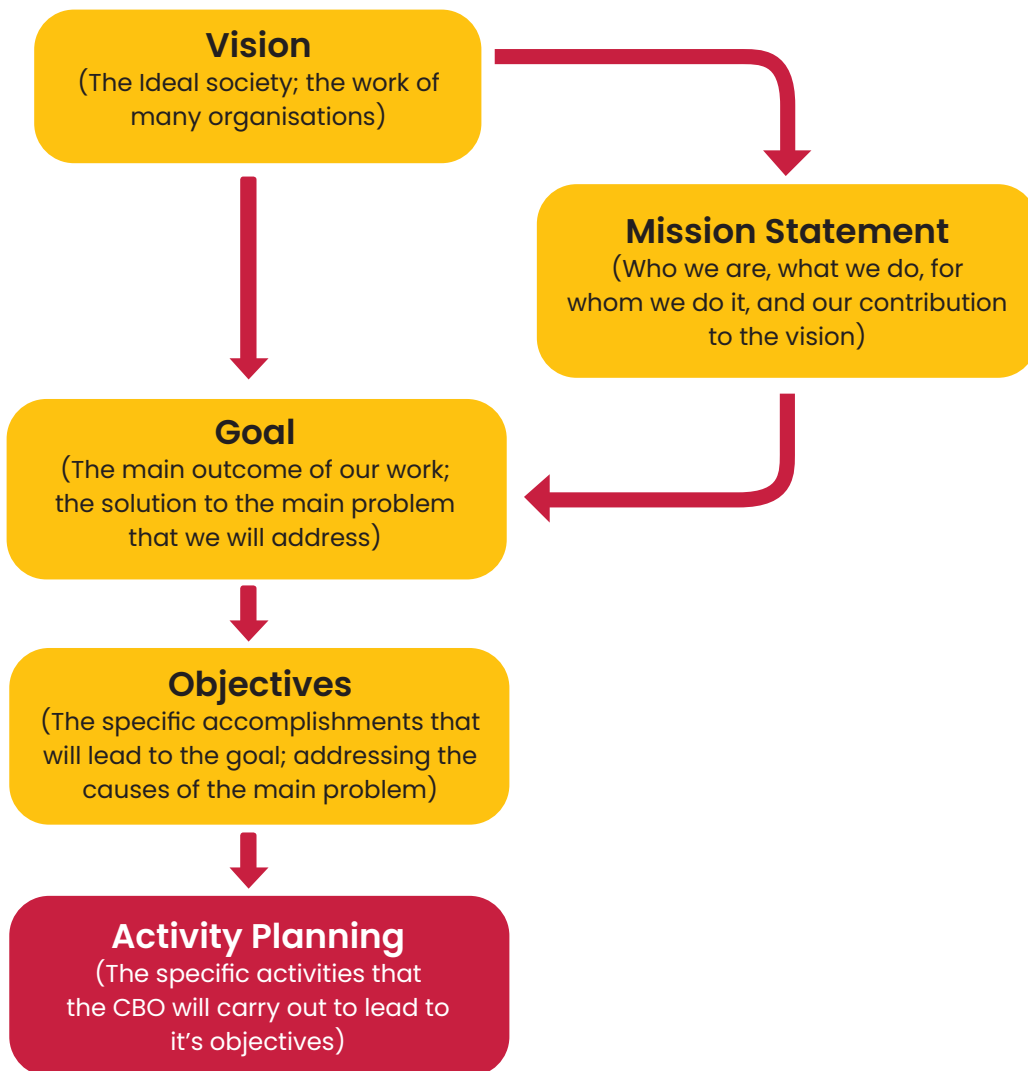 Vision
(The Ideal society; the work of
many organisations)
Mission Statement
(Who we are, what we do, for
whom we do it, and our contribution
to the vision)
Goal
(The main outcome of our work;
the solution to the main problem
that we will address)
Objectives
(The specific accomplishments that
will lead to the goal; addressing the
causes of the main problem)
Activity Planning
(The specific activities that
the CBO will carry out to lead to
it’s objectives)